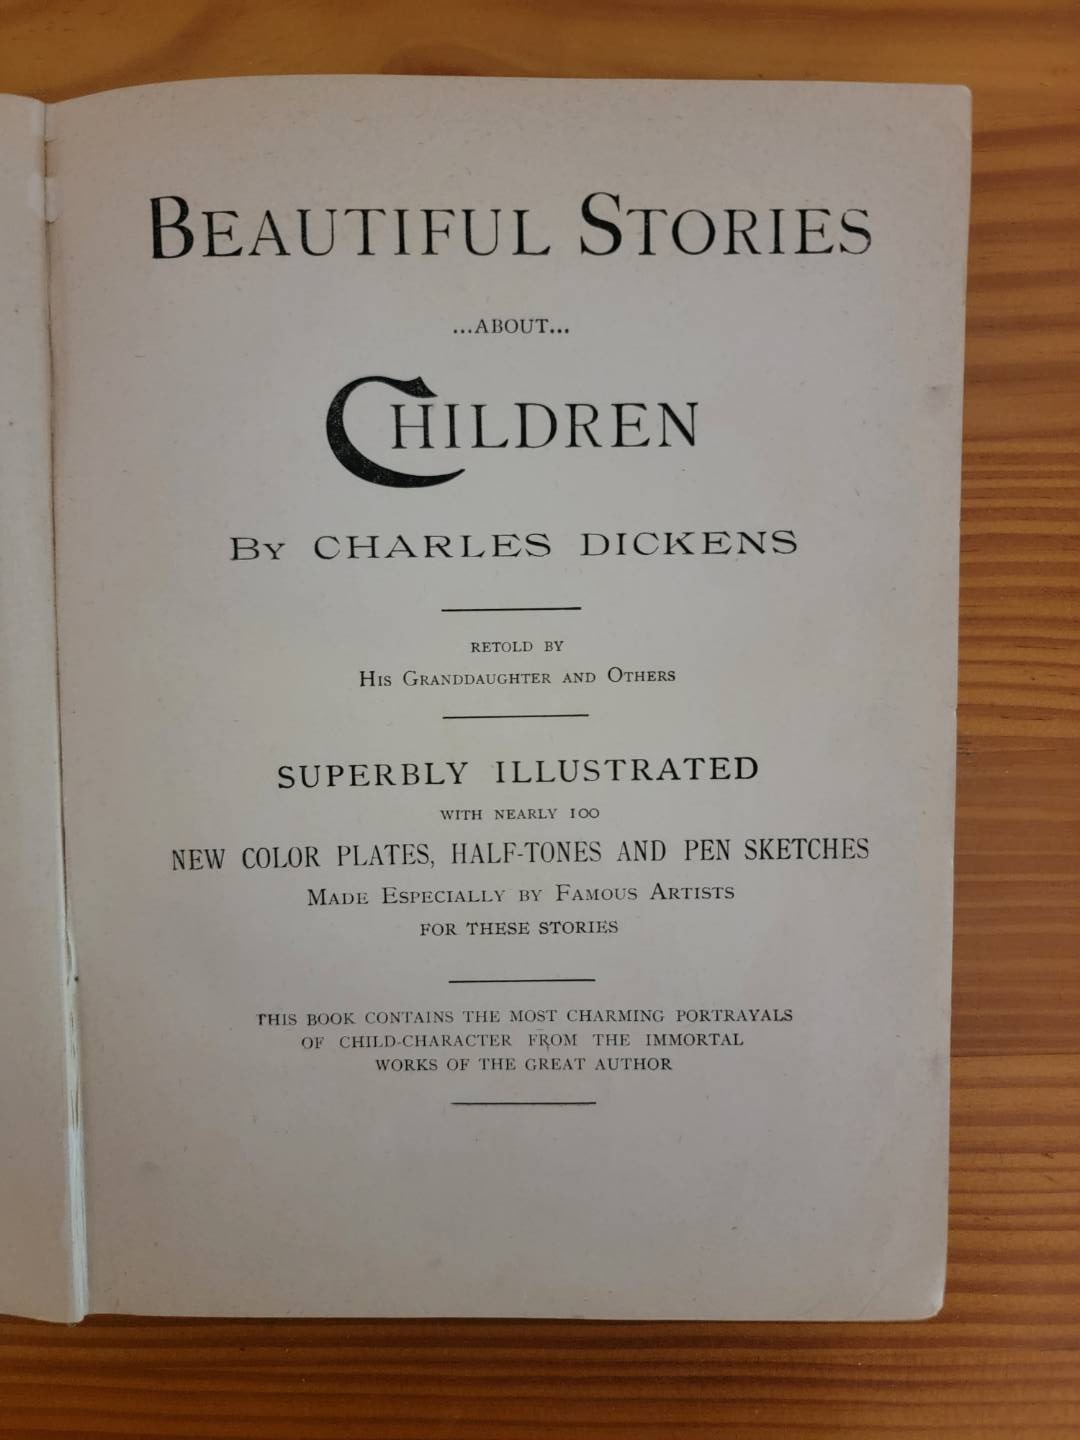 BEAUTIFUL STORIES
...ABOUT...
CHILDREN
BY CHARLES DICKENS
RETOLD BY
HIS GRANDDAUGHTER AND OTHERS
SUPERBLY ILLUSTRATED
WITH NEARLY 100
NEW COLOR PLATES, HALF-TONES AND PEN SKETCHES
MADE ESPECIALLY BY FAMOUS ARTISTS
FOR THESE STORIES
THIS BOOK CONTAINS THE MOST CHARMING PORTRAYALS
OF CHILD-CHARACTER FROM THE IMMORTAL
WORKS OF THE GREAT AUTHOR